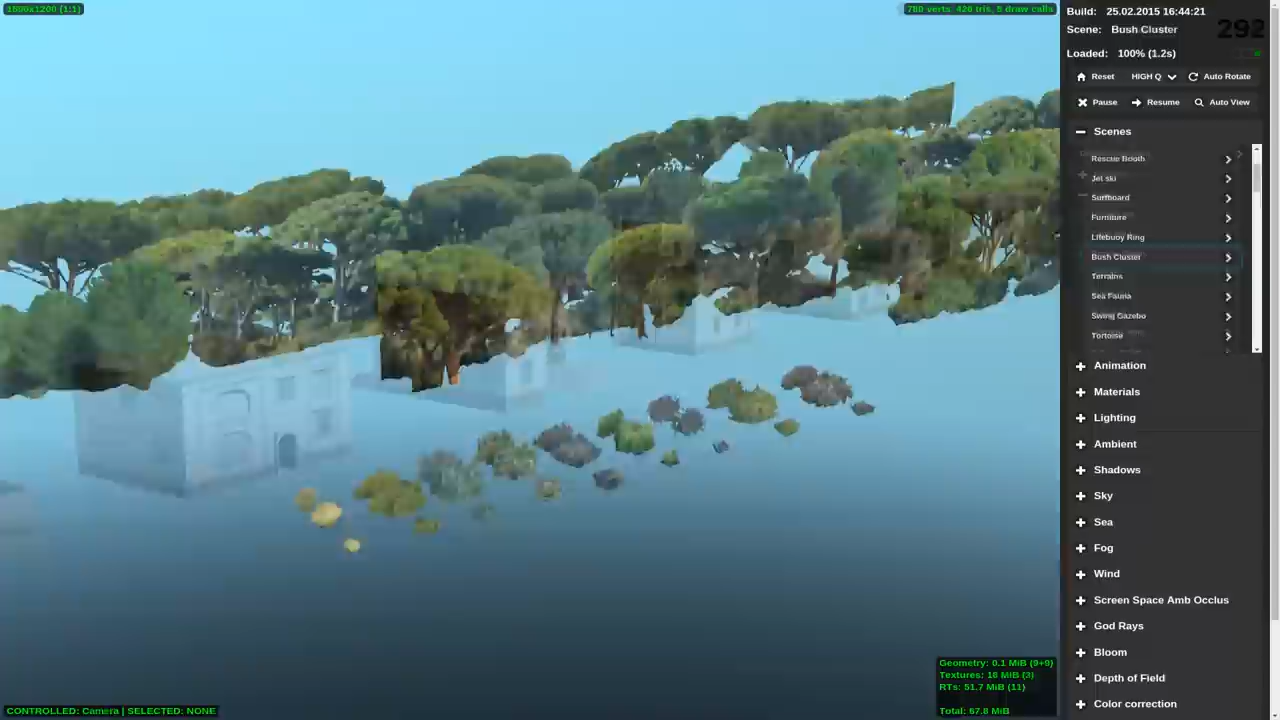 1600x1200 (1:1)
780 verts, 426 tris, 5 draw calls
Build: 25.02.2015 16:44:21
Scene: Bush Cluster
292
Loaded: 100% (1.2s)
Reset
HIGH Q
Auto Rotate
Pause
Resume
Auto View
Scenes
Rescue Booth
Jet ski
Surfboard
Furniture
Lifebuoy Ring
Bush Cluster
Terrains
Sea Fauna
Swing Gazebo
Tortoise
Animation
Materials
Lighting
Ambient
Shadows
Sky
Sea
Fog
Wind
Screen Space Amb Occlus
God Rays
Bloom
Depth of Field
Color correction
Geometry: 0.1 MiB (9+9)
Textures: 16 MiB (3)
RTs: 51.7 MiB (11)
Total: 67.8 MiB
CONTROLLED: Camera | SELECTED: NONE